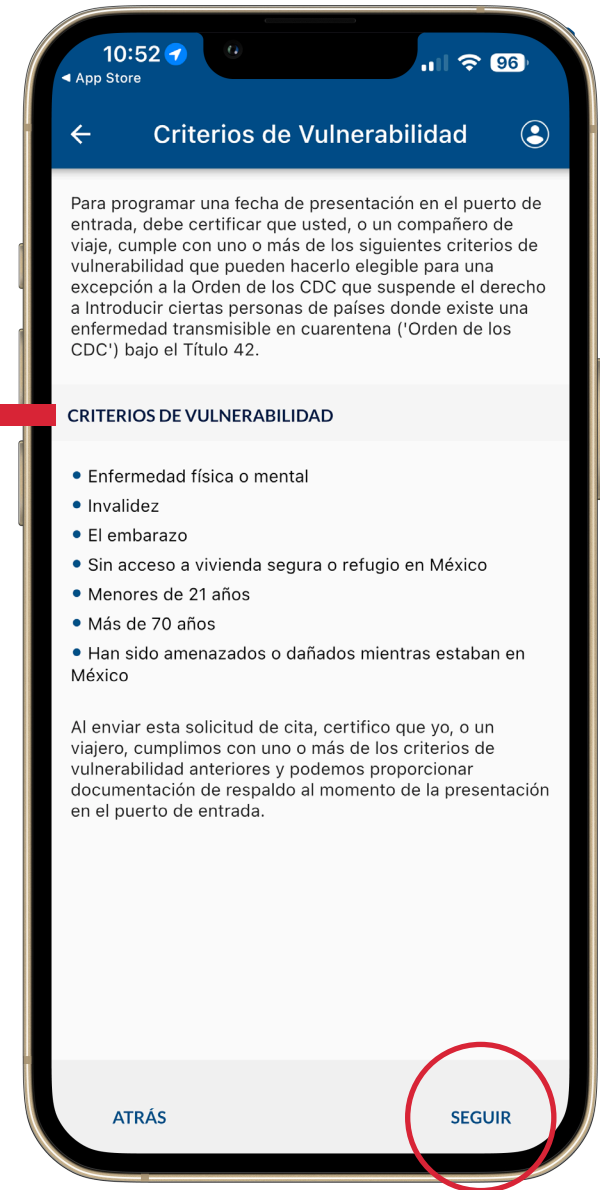 10:52
96
◀ App Store
Criterios de Vulnerabilidad
Para programar una fecha de presentación en el puerto de
entrada, debe certificar que usted, o un compañero de
viaje, cumple con uno o más de los siguientes criterios de
vulnerabilidad que pueden hacerlo elegible para una
excepción a la Orden de los CDC que suspende el derecho
a Introducir ciertas personas de países donde existe una
enfermedad transmisible en cuarentena ('Orden de los
CDC') bajo el Título 42.
CRITERIOS DE VULNERABILIDAD
• Enfermedad física o mental
• Invalidez
• El embarazo
• Sin acceso a vivienda segura o refugio en México
• Menores de 21 años
• Más de 70 años
• Han sido amenazados o dañados mientras estaban en
México
Al enviar esta solicitud de cita, certifico que yo, o un
viajero, cumplimos con uno o más de los criterios de
vulnerabilidad anteriores y podemos proporcionar
documentación de respaldo al momento de la presentación
en el puerto de entrada.
ATRÁS
SEGUIR